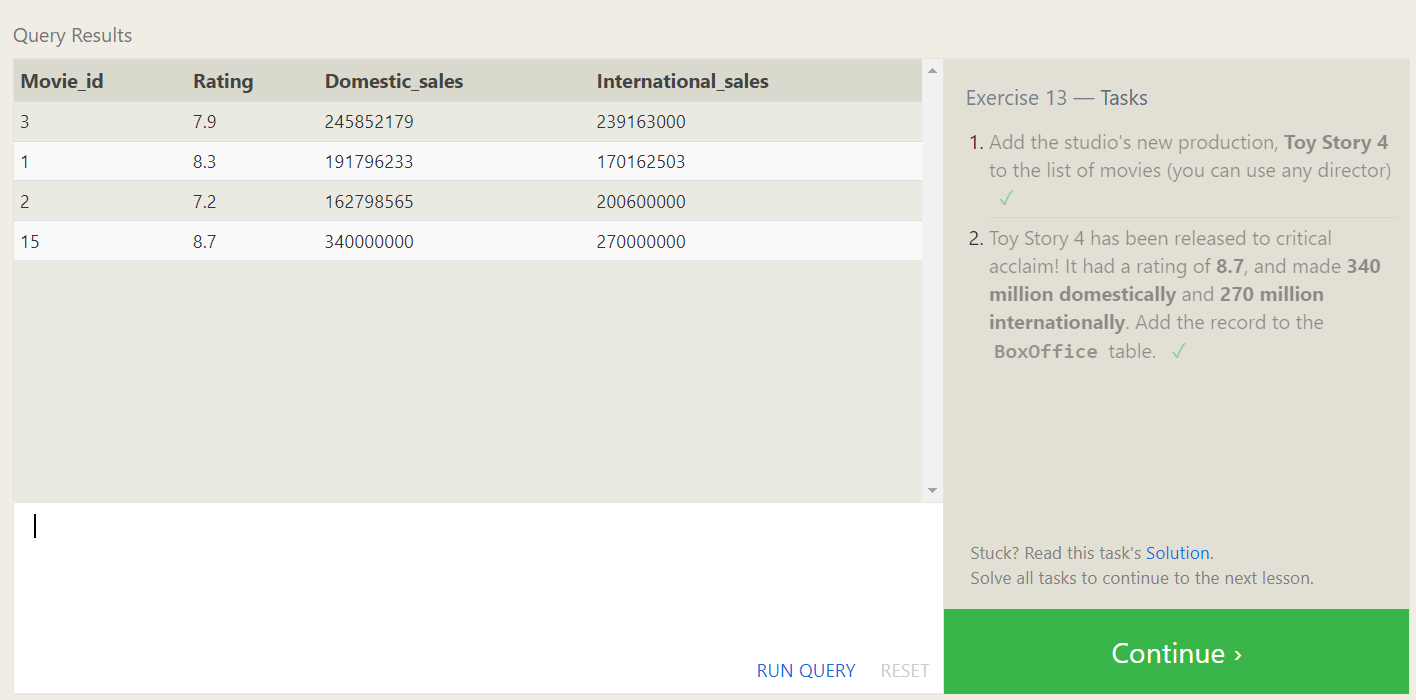 Query Results
Movie_id Rating Domestic_sales International_sales
3 7.9 245852179 239163000
1 8.3 191796233 170162503
2 7.2 162798565 200600000
15 8.7 340000000 270000000
RUN QUERY RESET
Exercise 13 — Tasks
1. Add the studio's new production, Toy Story 4
to the list of movies (you can use any director)
✓
2. Toy Story 4 has been released to critical
acclaim! It had a rating of 8.7, and made 340
million domestically and 270 million
internationally. Add the record to the
BoxOffice table. ✓
Stuck? Read this task's Solution.
Solve all tasks to continue to the next lesson.
Continue ›